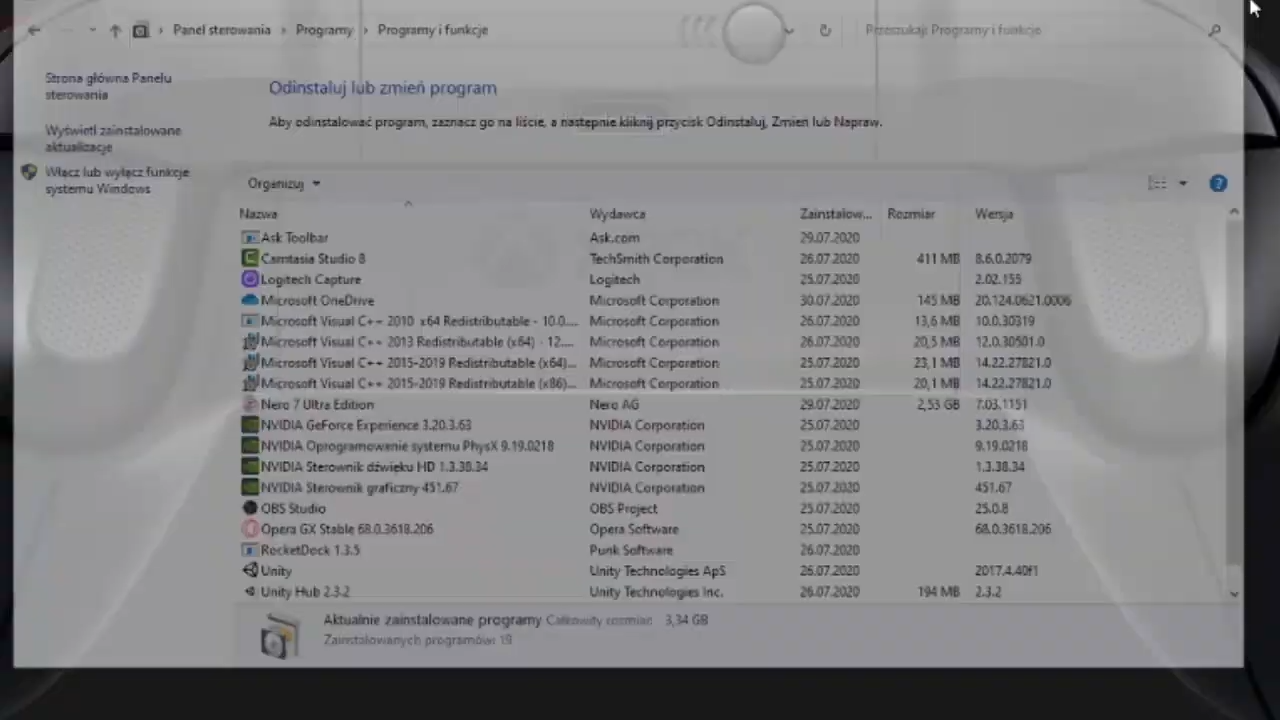 Panel sterowania > Programy > Programy i funkcje
Przeszukaj: Programy i funkcje
Strona główna Panelu
sterowania
Wyświetl zainstalowane
aktualizacje
Włącz lub wyłącz funkcje
systemu Windows
Odinstaluj lub zmień program
Aby odinstalować program, zaznacz go na liście, a następnie kliknij przycisk Odinstaluj, Zmień lub Napraw.
Organizuj
Nazwa Wydawca Zainstalow... Rozmiar Wersja
Ask Toolbar Ask.com 29.07.2020
Camtasia Studio 8 TechSmith Corporation 26.07.2020 411 MB 8.6.0.2079
Logitech Capture Logitech 25.07.2020 2.02.155
Microsoft OneDrive Microsoft Corporation 30.07.2020 145 MB 20.124.0621.0006
Microsoft Visual C++ 2010 x64 Redistributable - 10.0.... Microsoft Corporation 26.07.2020 13,6 MB 10.0.30319
Microsoft Visual C++ 2013 Redistributable (x64) - 12.... Microsoft Corporation 26.07.2020 20,5 MB 12.0.30501.0
Microsoft Visual C++ 2015-2019 Redistributable (x64)... Microsoft Corporation 25.07.2020 23,1 MB 14.22.27821.0
Microsoft Visual C++ 2015-2019 Redistributable (x86)... Microsoft Corporation 25.07.2020 20,1 MB 14.22.27821.0
Nero 7 Ultra Edition Nero AG 29.07.2020 2,53 GB 7.03.1151
NVIDIA GeForce Experience 3.20.3.63 NVIDIA Corporation 25.07.2020 3.20.3.63
NVIDIA Oprogramowanie systemu PhysX 9.19.0218 NVIDIA Corporation 25.07.2020 9.19.0218
NVIDIA Sterownik dźwięku HD 1.3.38.34 NVIDIA Corporation 25.07.2020 1.3.38.34
NVIDIA Sterownik graficzny 451.67 NVIDIA Corporation 25.07.2020 451.67
OBS Studio OBS Project 25.07.2020 25.0.8
Opera GX Stable 68.0.3618.206 Opera Software 25.07.2020 68.0.3618.206
RocketDock 1.3.5 Punk Software 26.07.2020
Unity Unity Technologies ApS 26.07.2020 2017.4.40f1
Unity Hub 2.3.2 Unity Technologies Inc. 26.07.2020 194 MB 2.3.2
Aktualnie zainstalowane programy Całkowity rozmiar: 3,34 GB
Zainstalowanych programów: 19